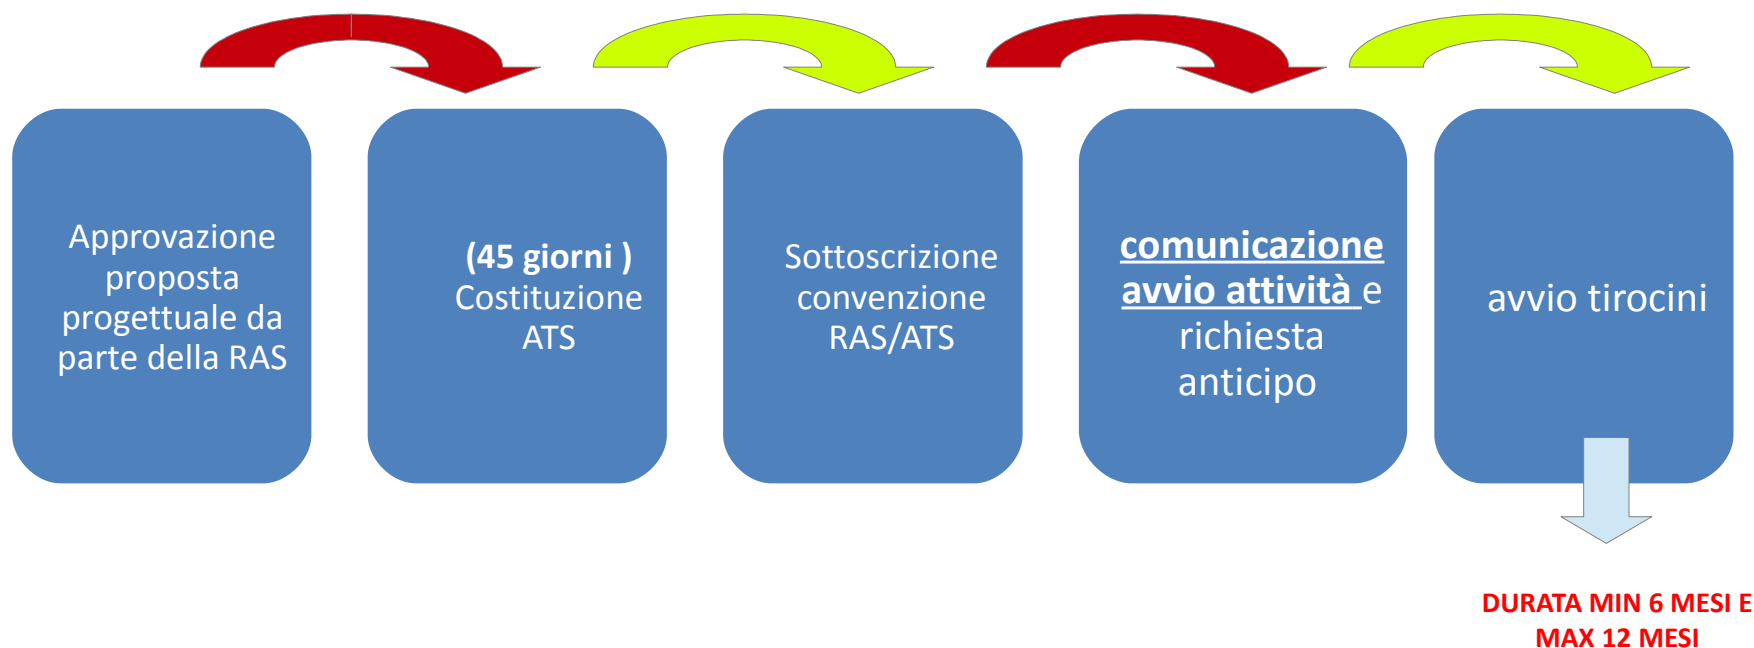 Approvazione
proposta
progettuale da
parte della RAS
(45 giorni )
Costituzione
ATS
Sottoscrizione
convenzione
RAS/ATS
comunicazione
avvio attività e
richiesta
anticipo
avvio tirocini
DURATA MIN 6 MESI E
MAX 12 MESI